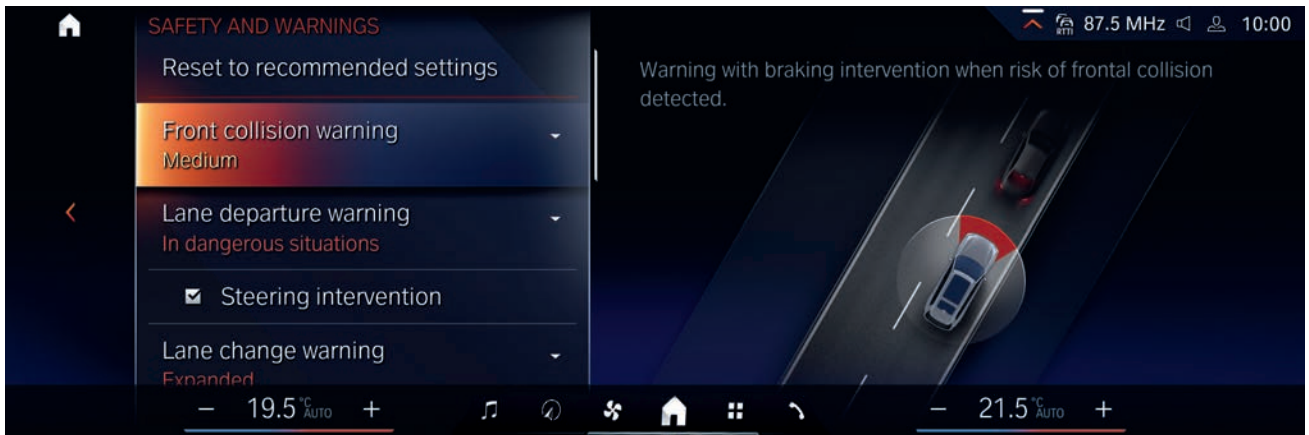 SAFETY AND WARNINGS
RTTI 87.5 MHz 10:00
Reset to recommended settings
Warning with braking intervention when risk of frontal collision
detected.
Front collision warning
Medium
Lane departure warning
In dangerous situations
Steering intervention
Lane change warning
Expanded
− 19.5 °C AUTO +
− 21.5 °C AUTO +